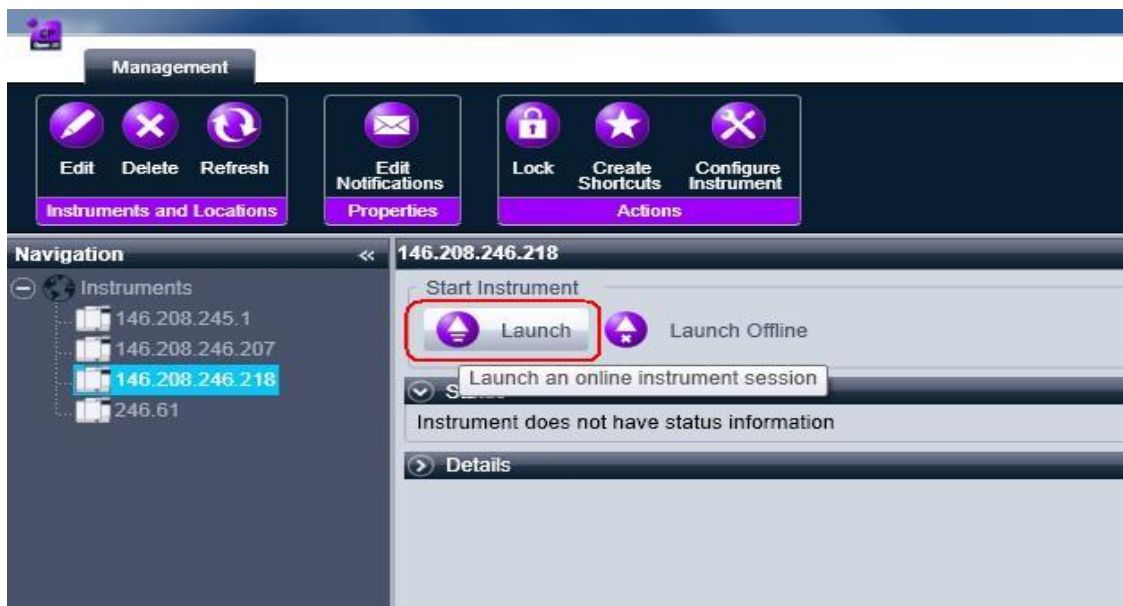 CP
Management
Edit
Delete
Refresh
Instruments and Locations
Edit
Notifications
Properties
Lock
Create
Shortcuts
Configure
Instrument
Actions
Navigation
«
146.208.246.218
Instruments
146.208.245.1
146.208.246.207
146.208.246.218
246.61
Start Instrument
Launch
Launch Offline
Launch an online instrument session
Instrument does not have status information
Details